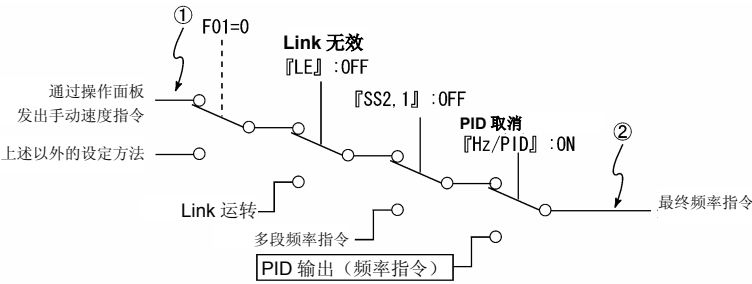 ①
F01=0
Link 无效
『LE』:OFF
『SS2,1』:OFF
PID 取消
『Hz/PID』:ON
②
通过操作面板
发出手动速度指令
上述以外的设定方法
Link 运转
多段频率指令
PID 输出（频率指令）
最终频率指令